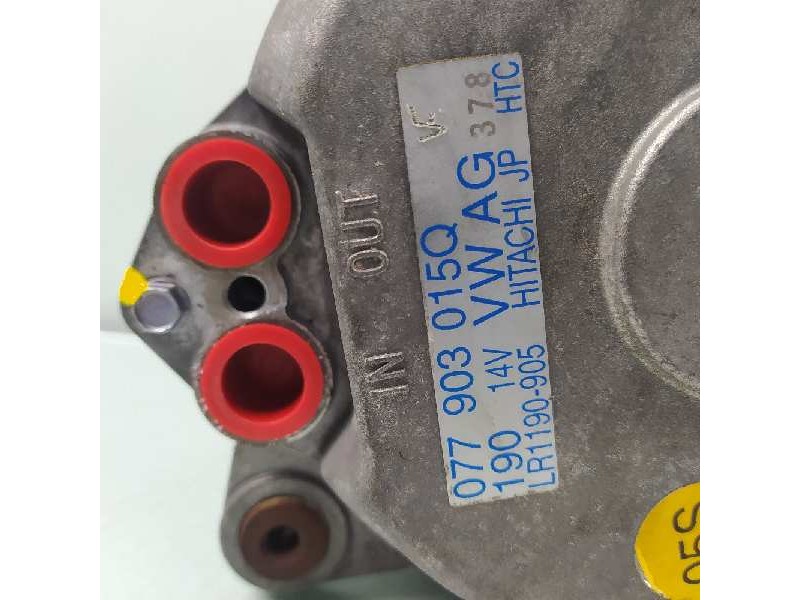 077 903 015Q
190 14V VW AG 378
LR1190-905 HITACHI JP HTC
OUT
IN
05S